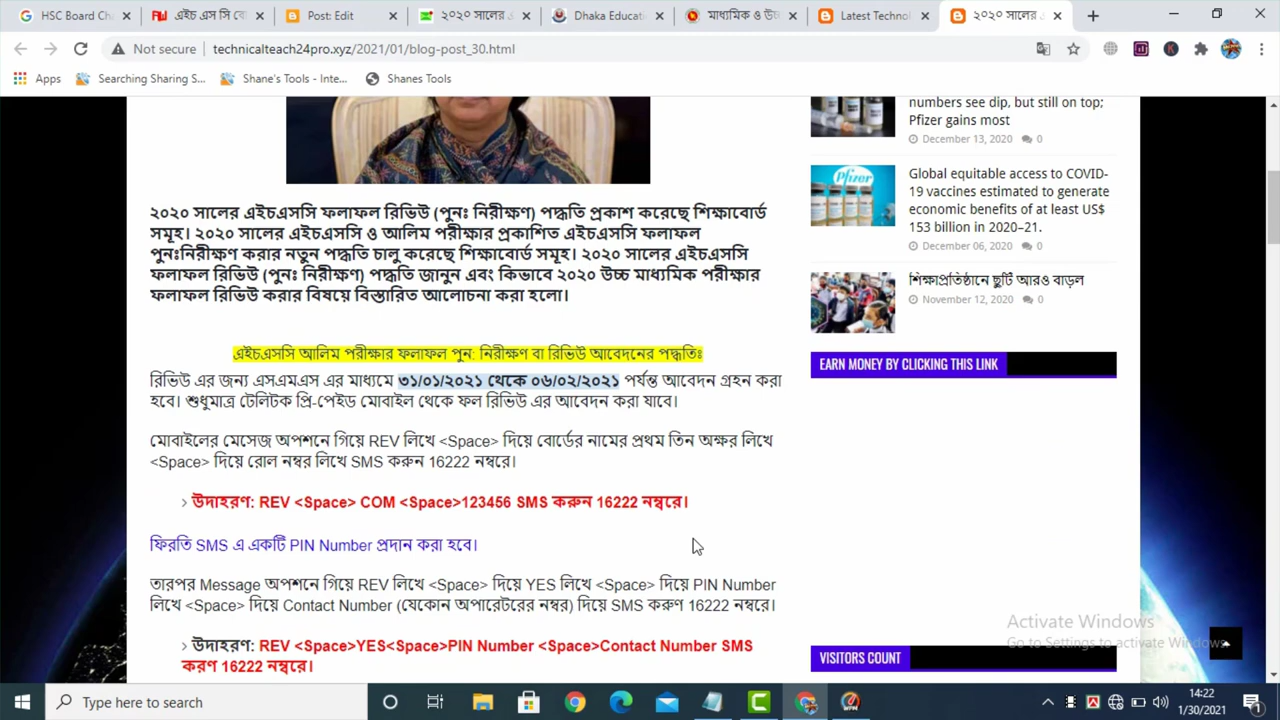 HSC Board Cha
এইচ এস সি বো
Post: Edit
২০২০ সালের এ
Dhaka Educati
মাধ্যমিক ও উচ্চ
Latest Technol
২০২০ সালের এ
Not secure
technicalteach24pro.xyz/2021/01/blog-post_30.html
Apps
Searching Sharing S...
Shane's Tools - Inte...
Shanes Tools
২০২০ সালের এইচএসসি ফলাফল রিভিউ (পুনঃ নিরীক্ষণ) পদ্ধতি প্রকাশ করেছে শিক্ষাবোর্ড
সমূহ। ২০২০ সালের এইচএসসি ও আলিম পরীক্ষার প্রকাশিত এইচএসসি ফলাফল
পুনঃনিরীক্ষণ করার নতুন পদ্ধতি চালু করেছে শিক্ষাবোর্ড সমূহ। ২০২০ সালের এইচএসসি
ফলাফল রিভিউ (পুনঃ নিরীক্ষণ) পদ্ধতি জানুন এবং কিভাবে ২০২০ উচ্চ মাধ্যমিক পরীক্ষার
ফলাফল রিভিউ করার বিষয়ে বিস্তারিত আলোচনা করা হলো।
এইচএসসি আলিম পরীক্ষার ফলাফল পুন: নিরীক্ষণ বা রিভিউ আবেদনের পদ্ধতিঃ
রিভিউ এর জন্য এসএমএস এর মাধ্যমে ৩১/০১/২০২১ থেকে ০৬/০২/২০২১ পর্যন্ত আবেদন গ্রহন করা
হবে। শুধুমাত্র টেলিটক প্রি-পেইড মোবাইল থেকে ফল রিভিউ এর আবেদন করা যাবে।
মোবাইলের মেসেজ অপশনে গিয়ে REV লিখে <Space> দিয়ে বোর্ডের নামের প্রথম তিন অক্ষর লিখে
<Space> দিয়ে রোল নম্বর লিখে SMS করুন 16222 নম্বরে।
› উদাহরণ: REV <Space> COM <Space>123456 SMS করুন 16222 নম্বরে।
ফিরতি SMS এ একটি PIN Number প্রদান করা হবে।
তারপর Message অপশনে গিয়ে REV লিখে <Space> দিয়ে YES লিখে <Space> দিয়ে PIN Number
লিখে <Space> দিয়ে Contact Number (যেকোন অপারেটরের নম্বর) দিয়ে SMS করুণ 16222 নম্বরে।
› উদাহরণ: REV <Space>YES<Space>PIN Number <Space>Contact Number SMS
করণ 16222 নম্বরে।
numbers see dip, but still on top;
Pfizer gains most
December 13, 2020 0
Pfizer
Global equitable access to COVID-
19 vaccines estimated to generate
economic benefits of at least US$
153 billion in 2020–21.
December 06, 2020 0
শিক্ষাপ্রতিষ্ঠানে ছুটি আরও বাড়ল
November 12, 2020 0
EARN MONEY BY CLICKING THIS LINK
Activate Windows
Go to Settings to activate Windows.
VISITORS COUNT
Type here to search
14:22
1/30/2021